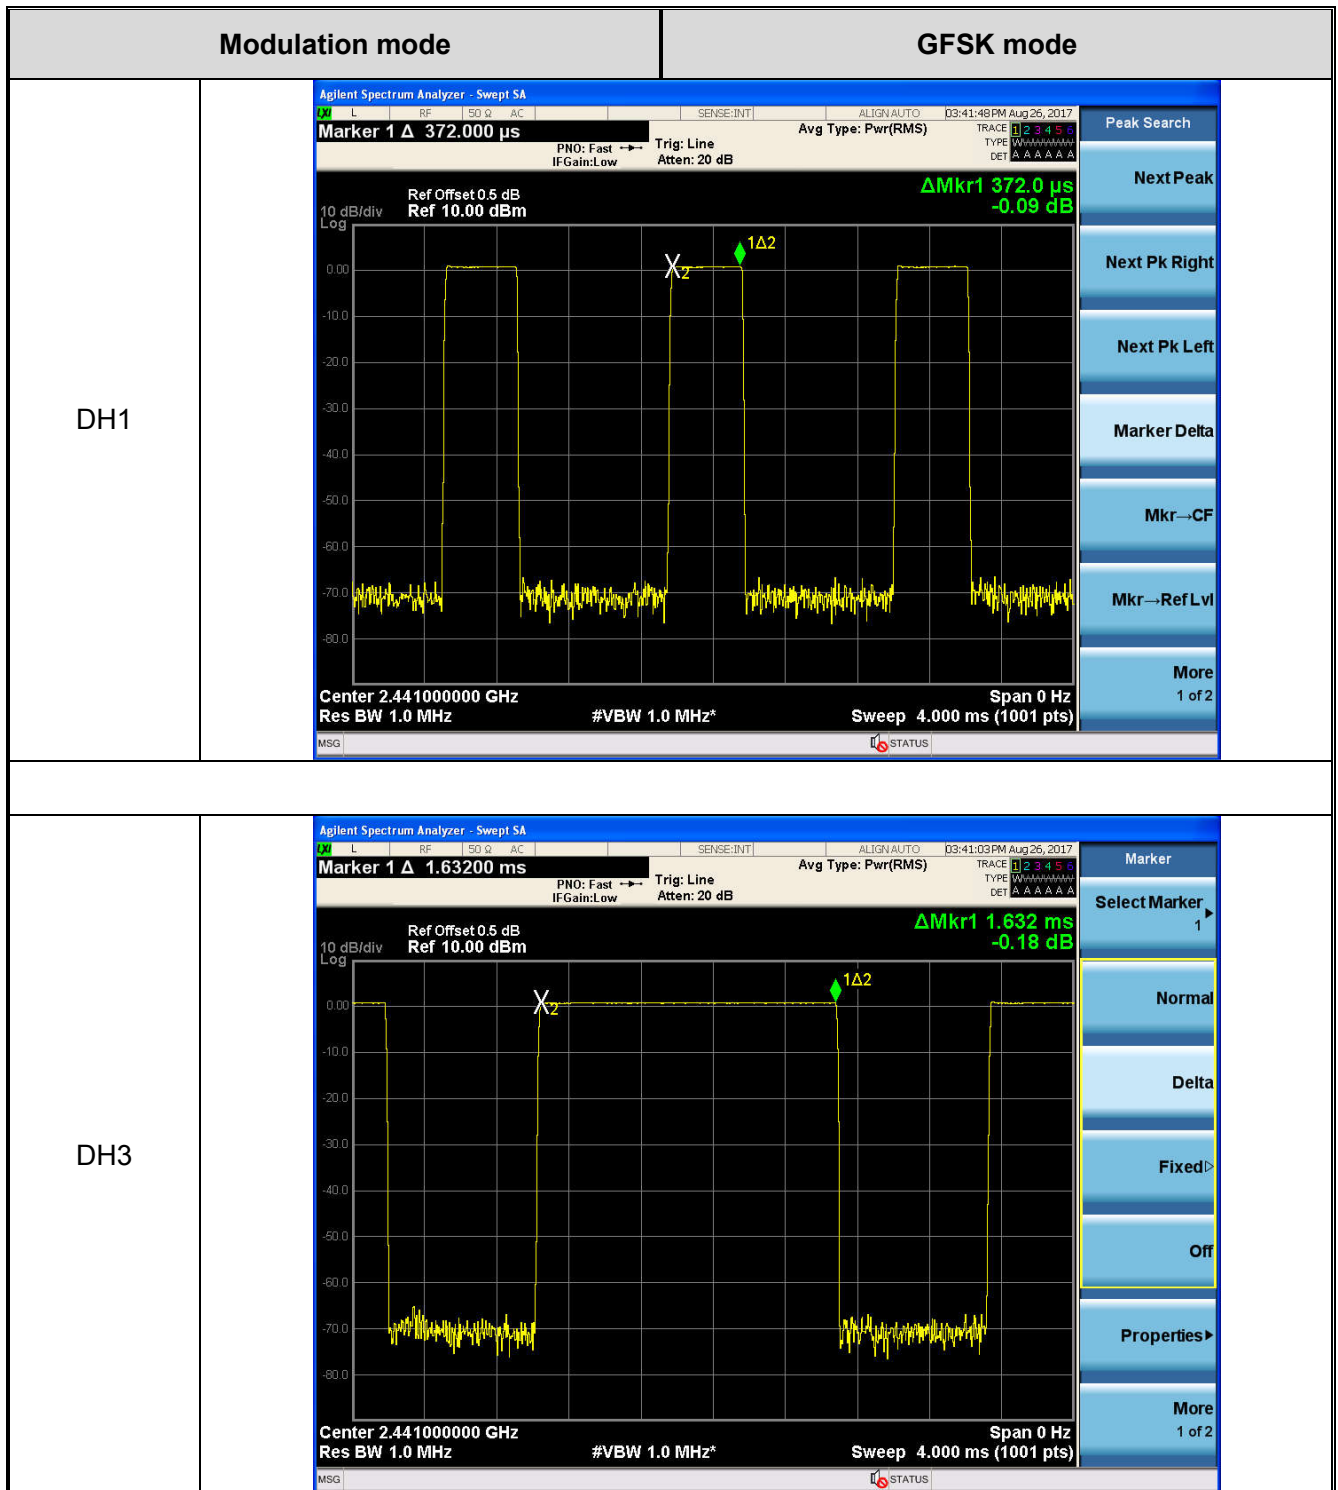 Modulation mode
GFSK mode
DH1
Agilent Spectrum Analyzer - Swept SA
LXI L RF 50 Ω AC SENSE:INT ALIGN AUTO 03:41:48 PM Aug 26, 2017
Marker 1 Δ 372.000 µs
PNO: Fast
IFGain:Low
Trig: Line
Atten: 20 dB
Avg Type: Pwr(RMS)
TRACE 1 2 3 4 5 6
TYPE
DET A A A A A A
ΔMkr1 372.0 µs
-0.09 dB
Ref Offset 0.5 dB
10 dB/div Ref 10.00 dBm
Log
1Δ2
X2
0.00
-10.0
-20.0
-30.0
-40.0
-50.0
-60.0
-70.0
-80.0
Center 2.441000000 GHz
Span 0 Hz
Res BW 1.0 MHz
#VBW 1.0 MHz*
Sweep 4.000 ms (1001 pts)
MSG
STATUS
Peak Search
Next Peak
Next Pk Right
Next Pk Left
Marker Delta
Mkr→CF
Mkr→Ref Lvl
More
1 of 2
DH3
Agilent Spectrum Analyzer - Swept SA
LXI L RF 50 Ω AC SENSE:INT ALIGN AUTO 03:41:03 PM Aug 26, 2017
Marker 1 Δ 1.63200 ms
PNO: Fast
IFGain:Low
Trig: Line
Atten: 20 dB
Avg Type: Pwr(RMS)
TRACE 1 2 3 4 5 6
TYPE
DET A A A A A A
ΔMkr1 1.632 ms
-0.18 dB
Ref Offset 0.5 dB
10 dB/div Ref 10.00 dBm
Log
1Δ2
X2
0.00
-10.0
-20.0
-30.0
-40.0
-50.0
-60.0
-70.0
-80.0
Center 2.441000000 GHz
Span 0 Hz
Res BW 1.0 MHz
#VBW 1.0 MHz*
Sweep 4.000 ms (1001 pts)
MSG
STATUS
Marker
Select Marker
1
Normal
Delta
Fixed
Off
Properties
More
1 of 2